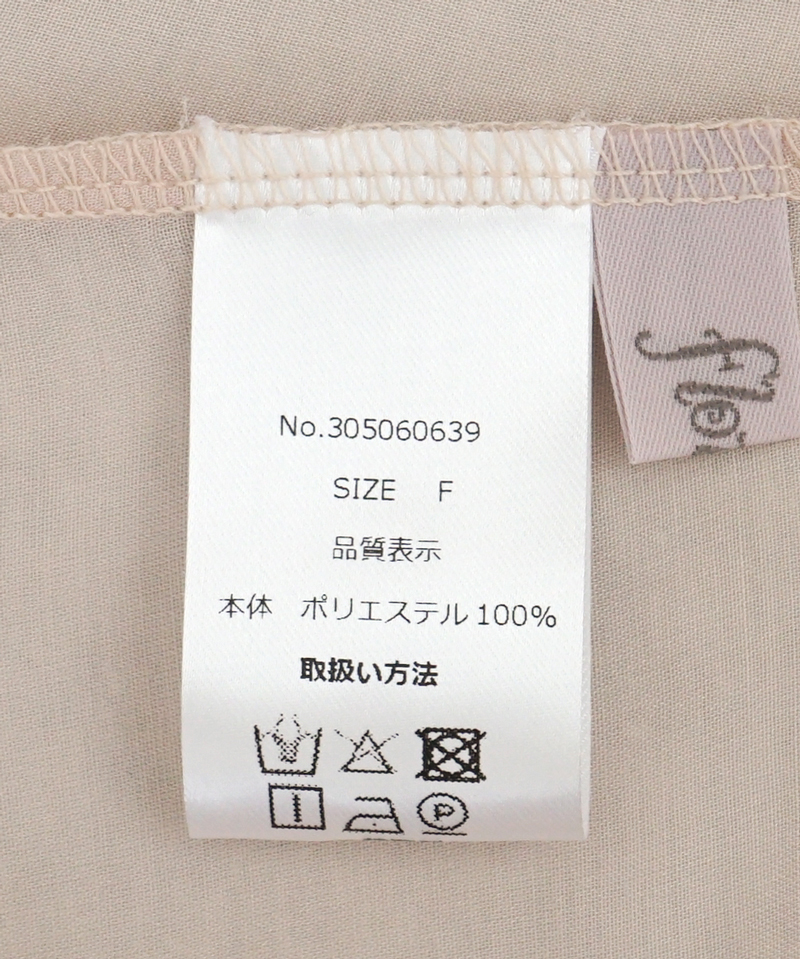 No.305060639
SIZE F
品質表示
本体 ポリエステル100%
取扱い方法
P